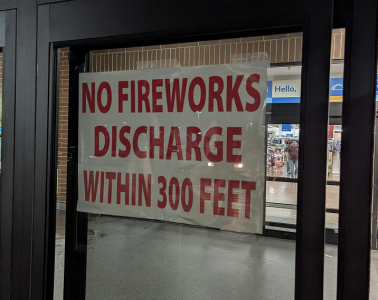 Hello,
NO FIREWORKS
DISCHARGE
WITHIN 300 FEET